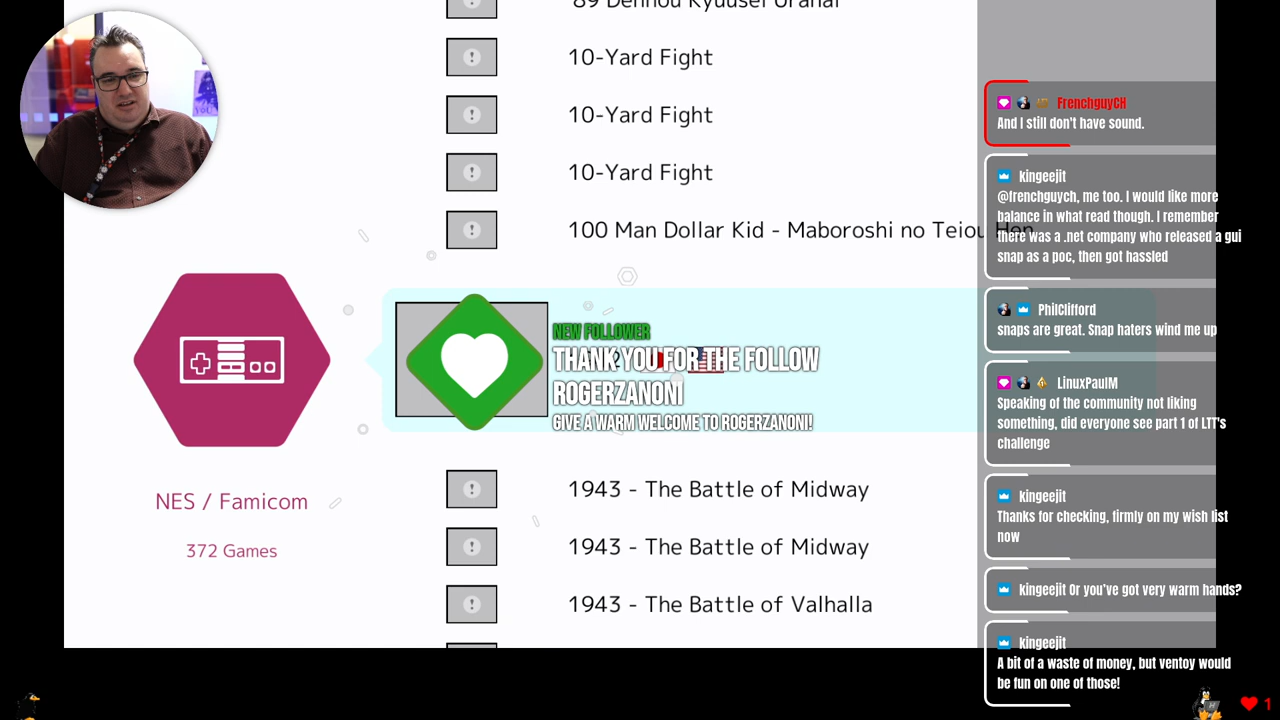 '89 Dennou Kyuusei Uranai
10-Yard Fight
10-Yard Fight
10-Yard Fight
100 Man Dollar Kid - Maboroshi no Teiou Hen
NEW FOLLOWER
THANK YOU FOR THE FOLLOW
ROGERZANONI
GIVE A WARM WELCOME TO ROGERZANONI!
NES / Famicom
372 Games
1943 - The Battle of Midway
1943 - The Battle of Midway
1943 - The Battle of Valhalla
FrenchguyCH
And I still don't have sound.
kingeejit
@frenchguych, me too. I would like more
balance in what read though. I remember
there was a .net company who released a gui
snap as a poc, then got hassled
PhilClifford
snaps are great. Snap haters wind me up
LinuxPaulM
Speaking of the community not liking
something, did everyone see part 1 of LTT's
challenge
kingeejit
Thanks for checking, firmly on my wish list
now
kingeejit Or you've got very warm hands?
kingeejit
A bit of a waste of money, but ventoy would
be fun on one of those!
1